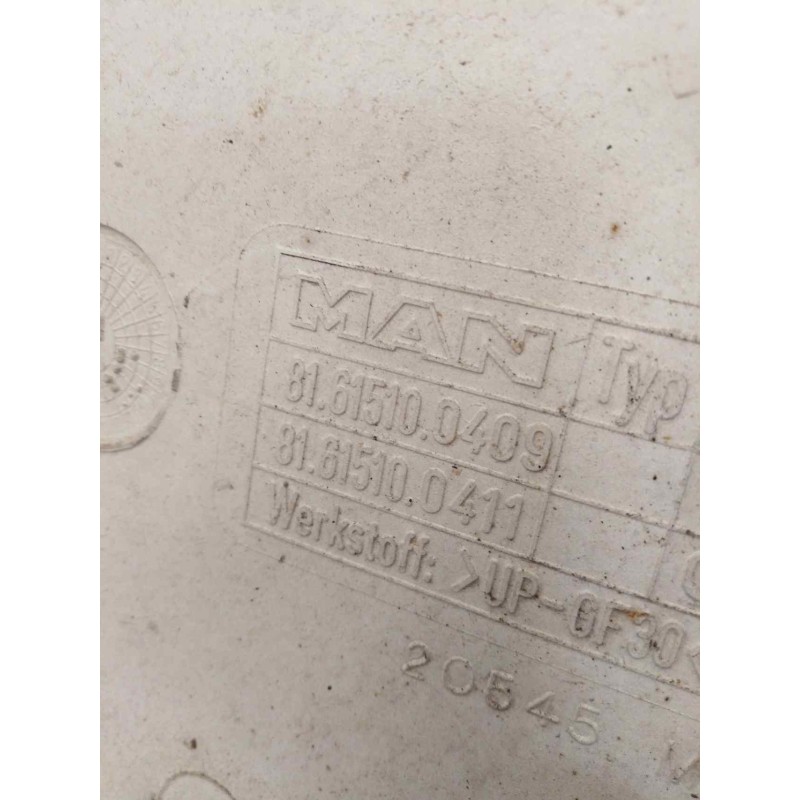 MAN Typ
81.61510.0409
81.61510.0411
Werkstoff: >UP-GF30<
20545